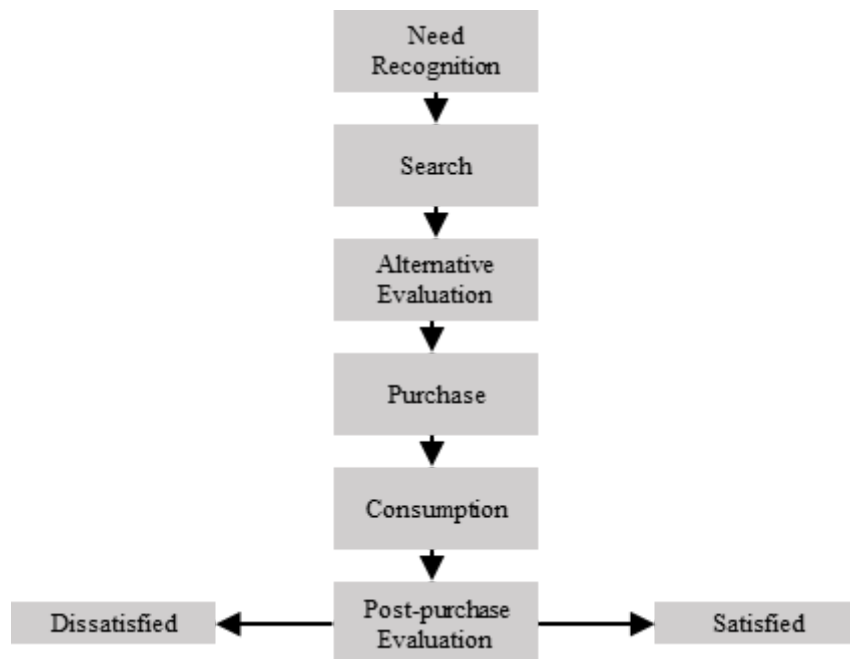 Need
Recognition
Search
Alternative
Evaluation
Purchase
Consumption
Post-purchase
Evaluation
Dissatisfied
Satisfied